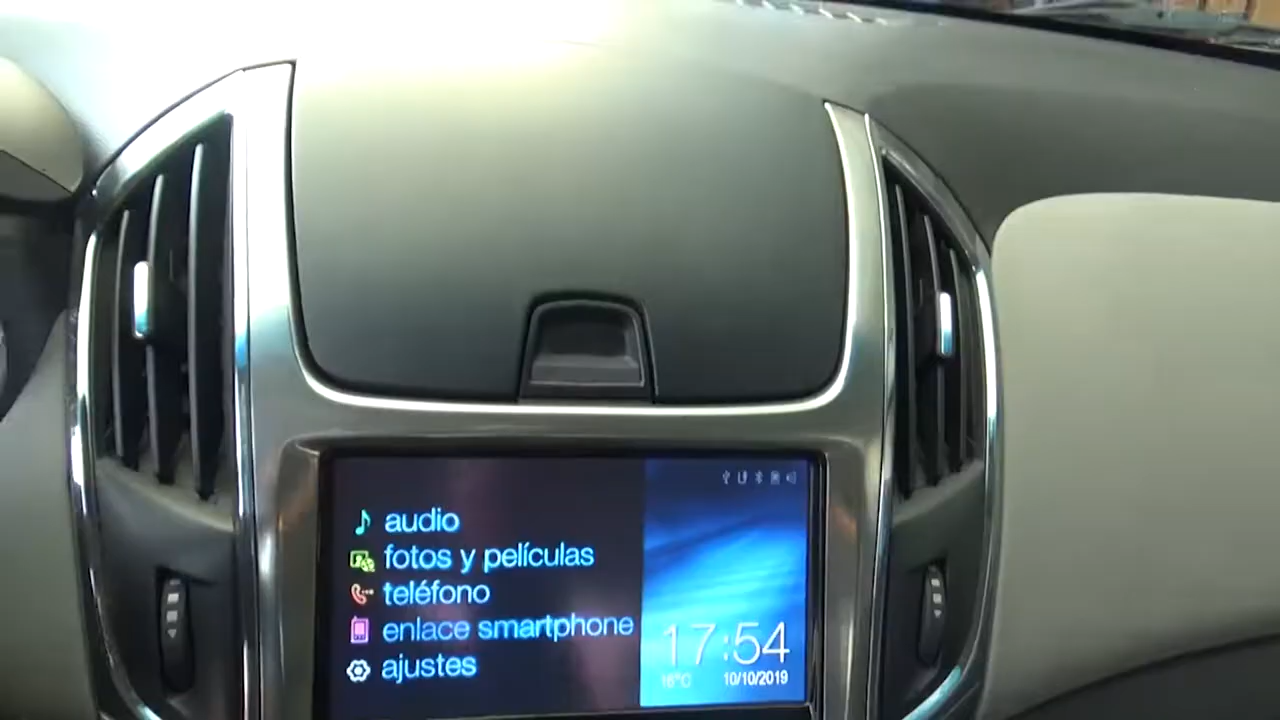 audio
fotos y películas
teléfono
enlace smartphone
ajustes
17:54
16°C 10/10/2019